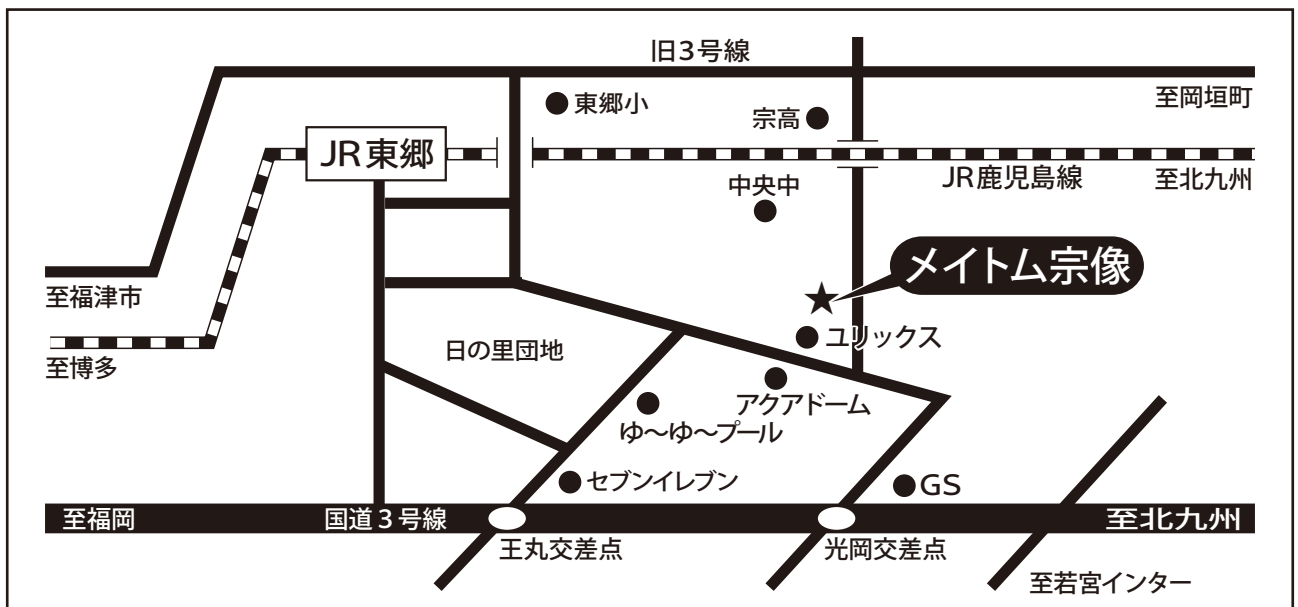 旧3号線
東郷小
宗高
至岡垣町
JR東郷
中央中
JR鹿児島線
至北九州
メイトム宗像
至福津市
ユリックス
日の里団地
至博多
アクアドーム
ゆ～ゆ～プール
セブンイレブン
GS
至福岡
国道3号線
至北九州
王丸交差点
光岡交差点
至若宮インター